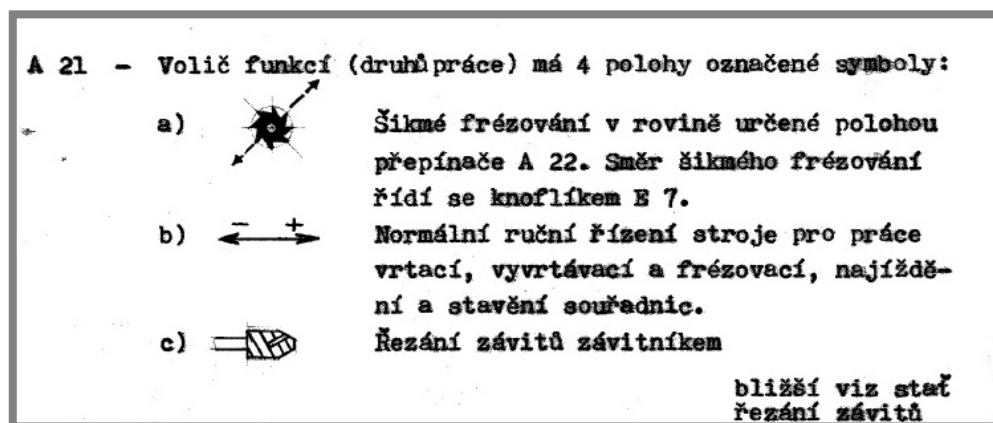 A 21 - Volič funkcí (druhů práce) má 4 polohy označené symboly:
a) Šikmé frézování v rovině určené polohou
přepínače A 22. Směr šikmého frézování
řídí se knoflíkem E 7.
b) - + Normální ruční řízení stroje pro práce
vrtací, vyvrtávací a frézovací, najíždě-
ní a stavění souřadnic.
c) Řezání závitů závitníkem
bližší viz stať
řezání závitů